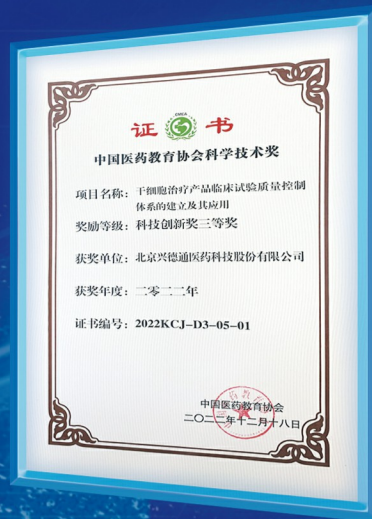 证 书
中国医药教育协会科学技术奖
项目名称：干细胞治疗产品临床试验质量控制
体系的建立及其应用
奖励等级：科技创新奖三等奖
获奖单位：北京兴德通医药科技股份有限公司
获奖年度：二零二二年
证书编号：2022KCJ-D3-05-01
中国医药教育协会
二〇二二年十二月十八日